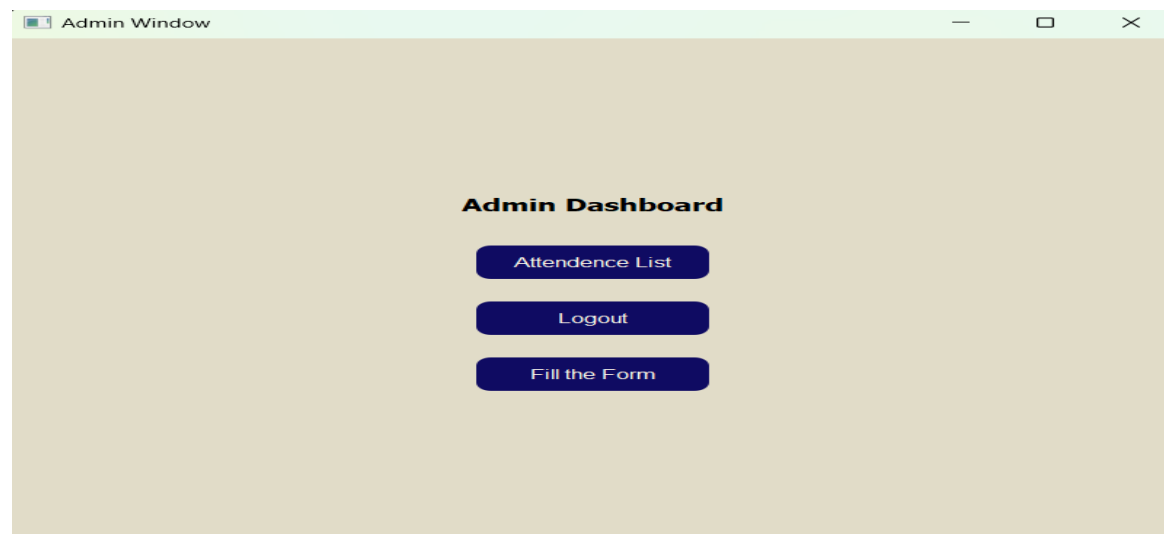 Admin Window
Admin Dashboard
Attendence List
Logout
Fill the Form